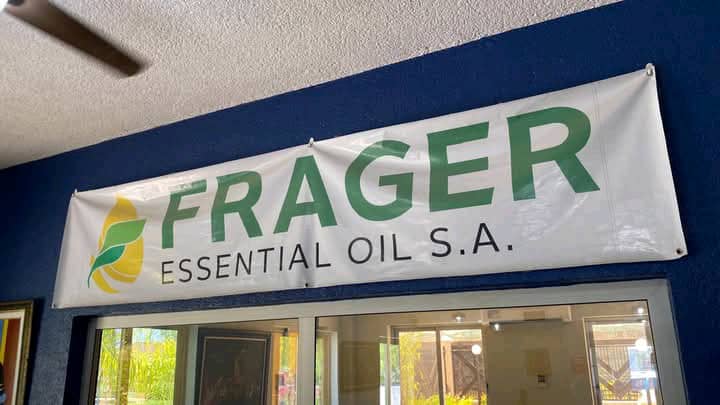 FRAGER
ESSENTIAL OIL S.A.